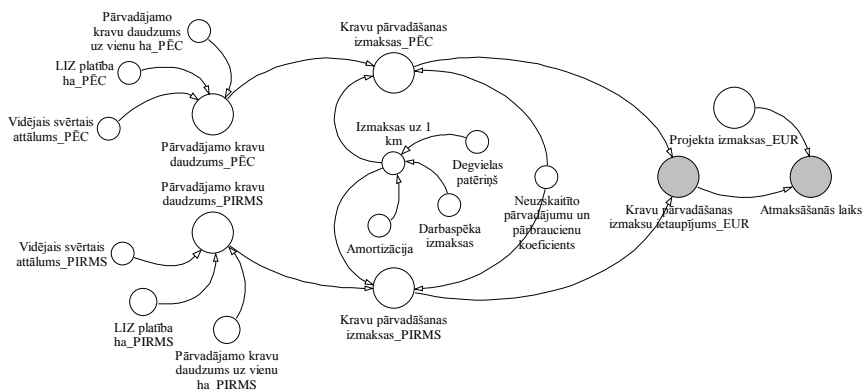 Pārvadājamo
kravu daudzums
uz vienu ha_PĒC
LIZ platība
ha_PĒC
Vidējais svērtais
attālums_PĒC
Pārvadājamo kravu
daudzums_PĒC
Pārvadājamo kravu
daudzums_PIRMS
Vidējais svērtais
attālums_PIRMS
LIZ platība
ha_PIRMS
Pārvadājamo kravu
daudzums uz vienu
ha_PIRMS
Kravu pārvadāšanas
izmaksas_PĒC
Izmaksas uz 1
km
Degvielas
patēriņš
Darbaspēka
izmaksas
Amortizācija
Neuzskaitīto
pārvadājumu un
pārbraucienu
koeficients
Kravu pārvadāšanas
izmaksas_PIRMS
Projekta izmaksas_EUR
Kravu pārvadāšanas
izmaksu ietaupījums_EUR
Atmaksāšanās laiks